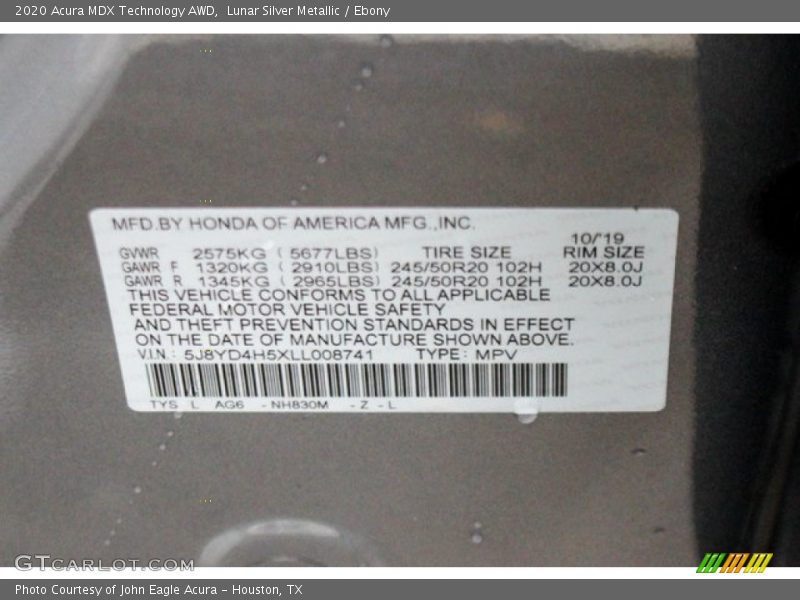 2020 Acura MDX Technology AWD, Lunar Silver Metallic / Ebony
MFD.BY HONDA OF AMERICA MFG.,INC.
10/'19
GVWR 2575KG ( 5677LBS) TIRE SIZE RIM SIZE
GAWR F 1320KG ( 2910LBS) 245/50R20 102H 20X8.0J
GAWR R 1345KG ( 2965LBS) 245/50R20 102H 20X8.0J
THIS VEHICLE CONFORMS TO ALL APPLICABLE
FEDERAL MOTOR VEHICLE SAFETY
AND THEFT PREVENTION STANDARDS IN EFFECT
ON THE DATE OF MANUFACTURE SHOWN ABOVE.
V.I.N.: 5J8YD4H5XLL008741 TYPE: MPV
TYS L AG6 - NH830M - Z - L
GTCARLOT.COM
Photo Courtesy of John Eagle Acura - Houston, TX